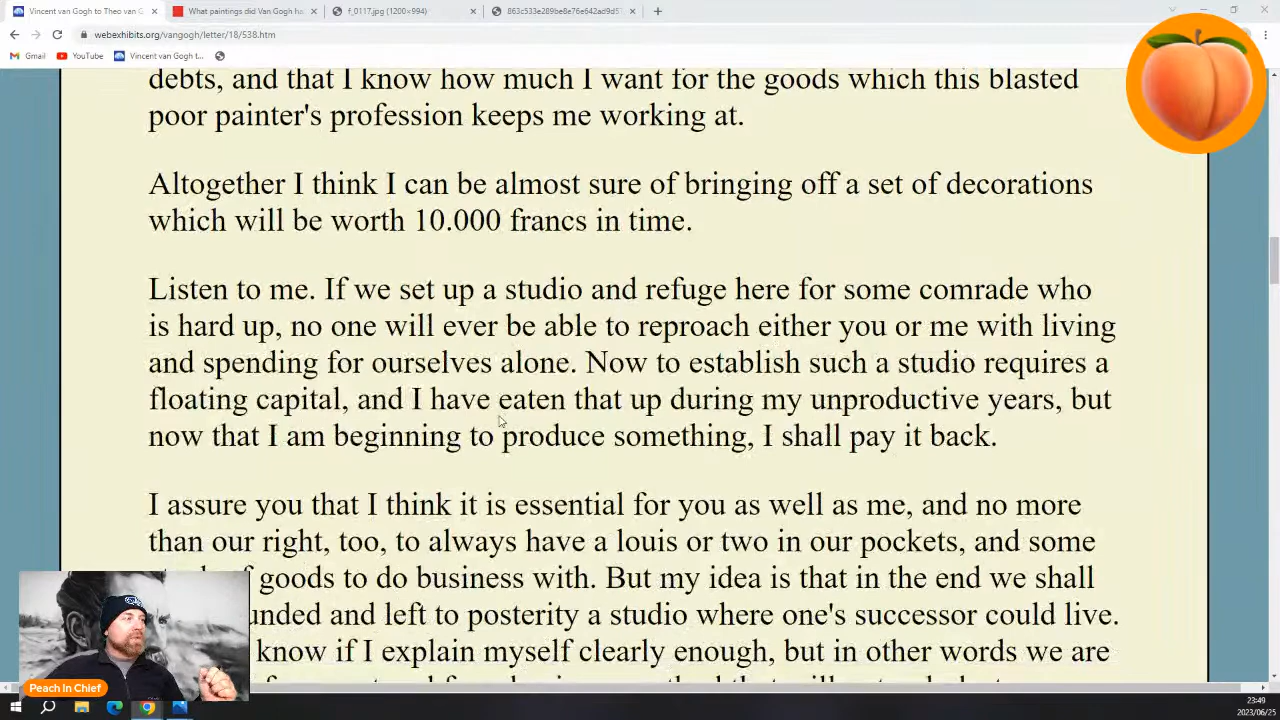 Vincent van Gogh to Theo van G
What paintings did Van Gogh ha
f_0117.jpg (1200×994)
webexhibits.org/vangogh/letter/18/538.htm
Gmail
YouTube
Vincent van Gogh t...
debts, and that I know how much I want for the goods which this blasted
poor painter's profession keeps me working at.
Altogether I think I can be almost sure of bringing off a set of decorations
which will be worth 10.000 francs in time.
Listen to me. If we set up a studio and refuge here for some comrade who
is hard up, no one will ever be able to reproach either you or me with living
and spending for ourselves alone. Now to establish such a studio requires a
floating capital, and I have eaten that up during my unproductive years, but
now that I am beginning to produce something, I shall pay it back.
I assure you that I think it is essential for you as well as me, and no more
than our right, too, to always have a louis or two in our pockets, and some
goods to do business with. But my idea is that in the end we shall
and left to posterity a studio where one's successor could live.
know if I explain myself clearly enough, but in other words we are
Peach In Chief
23:49
2023/06/25